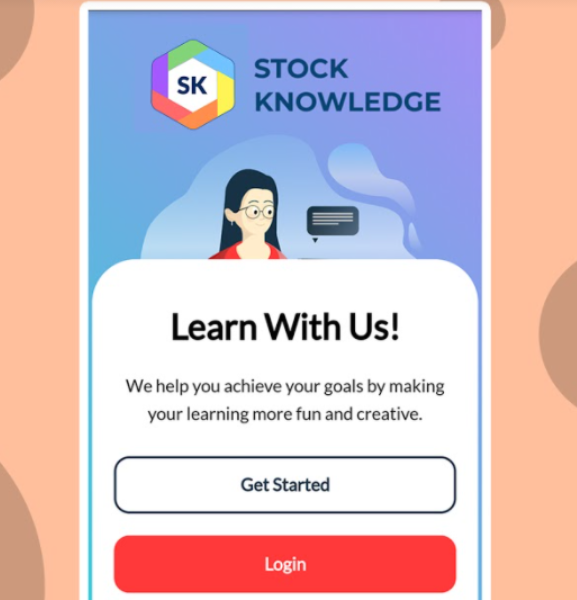 SK
STOCK
KNOWLEDGE
Learn With Us!
We help you achieve your goals by making
your learning more fun and creative.
Get Started
Login